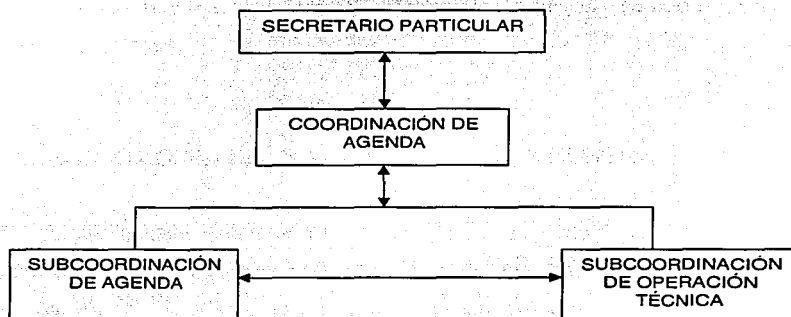 SECRETARIO PARTICULAR
COORDINACIÓN DE
AGENDA
SUBCOORDINACIÓN
DE AGENDA
SUBCOORDINACIÓN
DE OPERACIÓN
TÉCNICA